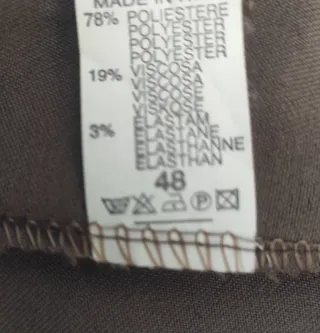 MADE IN
78% POLIESTERE
POLYESTER
POLYESTER
POLYESTER
19% VISCOSA
VISCOSE
VISCOSE
VISKOSE
3% ELASTAM
ELASTANE
ELASTHANNE
ELASTHAN
48
P